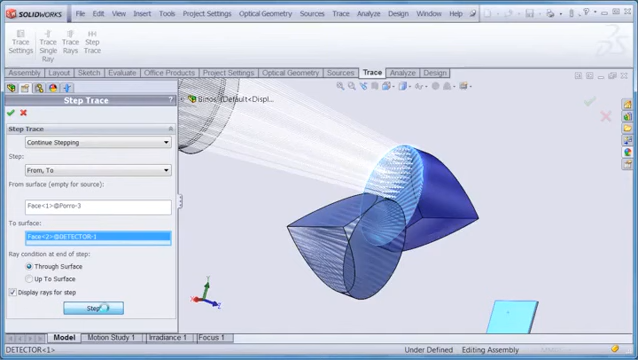 SOLIDWORKS File Edit View Insert Tools Project Settings Optical Geometry Sources Trace Analyze Design Window Help
Trace Settings
Trace Single Ray
Trace Rays
Step Trace
Assembly Layout Sketch Evaluate Office Products Project Settings Optical Geometry Sources Trace Analyze Design
Binos (Default<Displ...
Step Trace
?
Step Trace
Continue Stepping
Step:
From, To
From surface (empty for source):
Face<1>@Porro-3
To surface:
Face<2>@DETECTOR-1
Ray condition at end of step:
Through Surface
Up To Surface
Display rays for step
Step
Y
X
Z
Model Motion Study 1 Irradiance 1 Focus 1
DETECTOR<1> Under Defined Editing Assembly